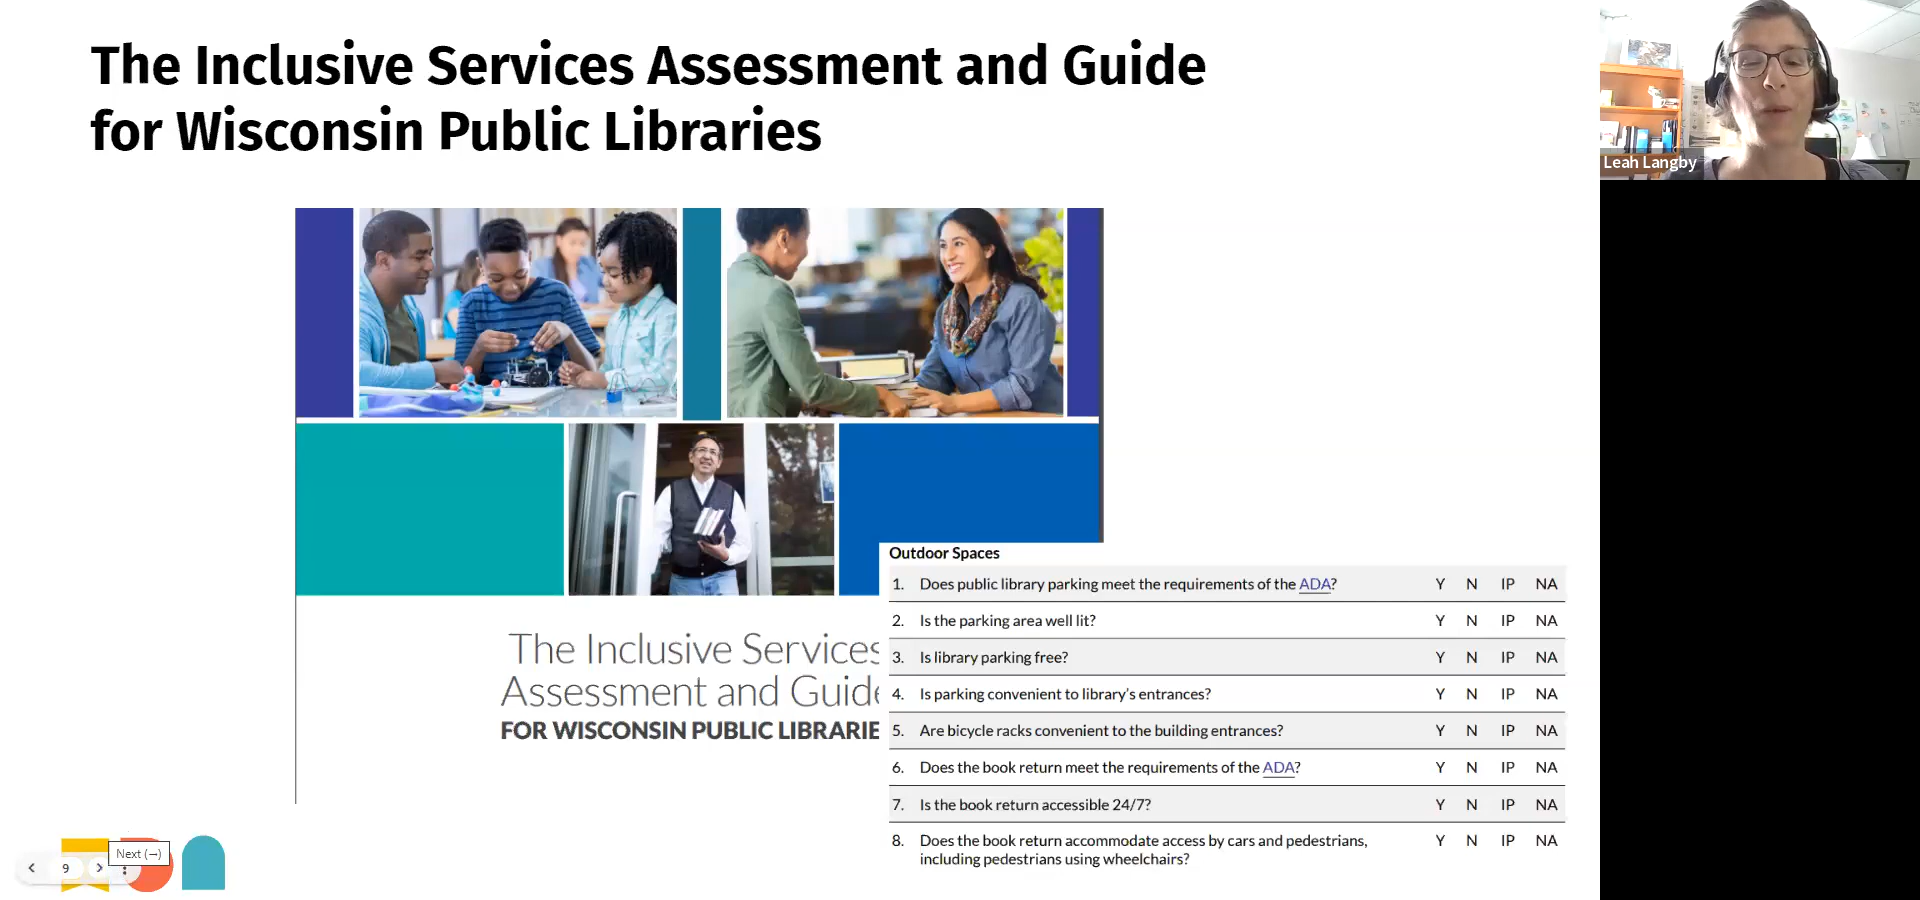 The Inclusive Services Assessment and Guide
for Wisconsin Public Libraries
Leah Langby
The Inclusive Services
Assessment and Guide
FOR WISCONSIN PUBLIC LIBRARIE
Outdoor Spaces
1. Does public library parking meet the requirements of the ADA? Y N IP NA
2. Is the parking area well lit? Y N IP NA
3. Is library parking free? Y N IP NA
4. Is parking convenient to library's entrances? Y N IP NA
5. Are bicycle racks convenient to the building entrances? Y N IP NA
6. Does the book return meet the requirements of the ADA? Y N IP NA
7. Is the book return accessible 24/7? Y N IP NA
8. Does the book return accommodate access by cars and pedestrians, Y N IP NA
including pedestrians using wheelchairs?
Next (→)
9